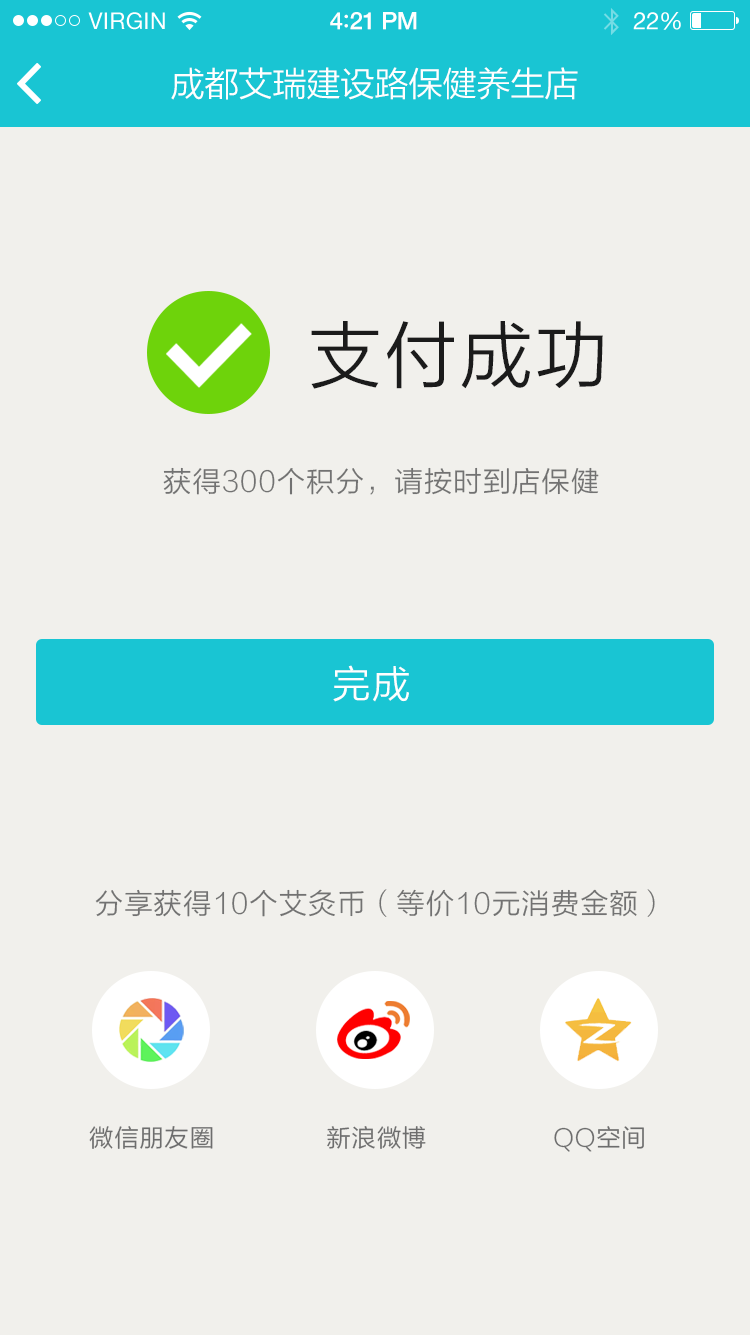 VIRGIN 4:21 PM 22%
成都艾瑞建设路保健养生店
支付成功
获得300个积分，请按时到店保健
完成
分享获得10个艾灸币（等价10元消费金额）
微信朋友圈 新浪微博 QQ空间